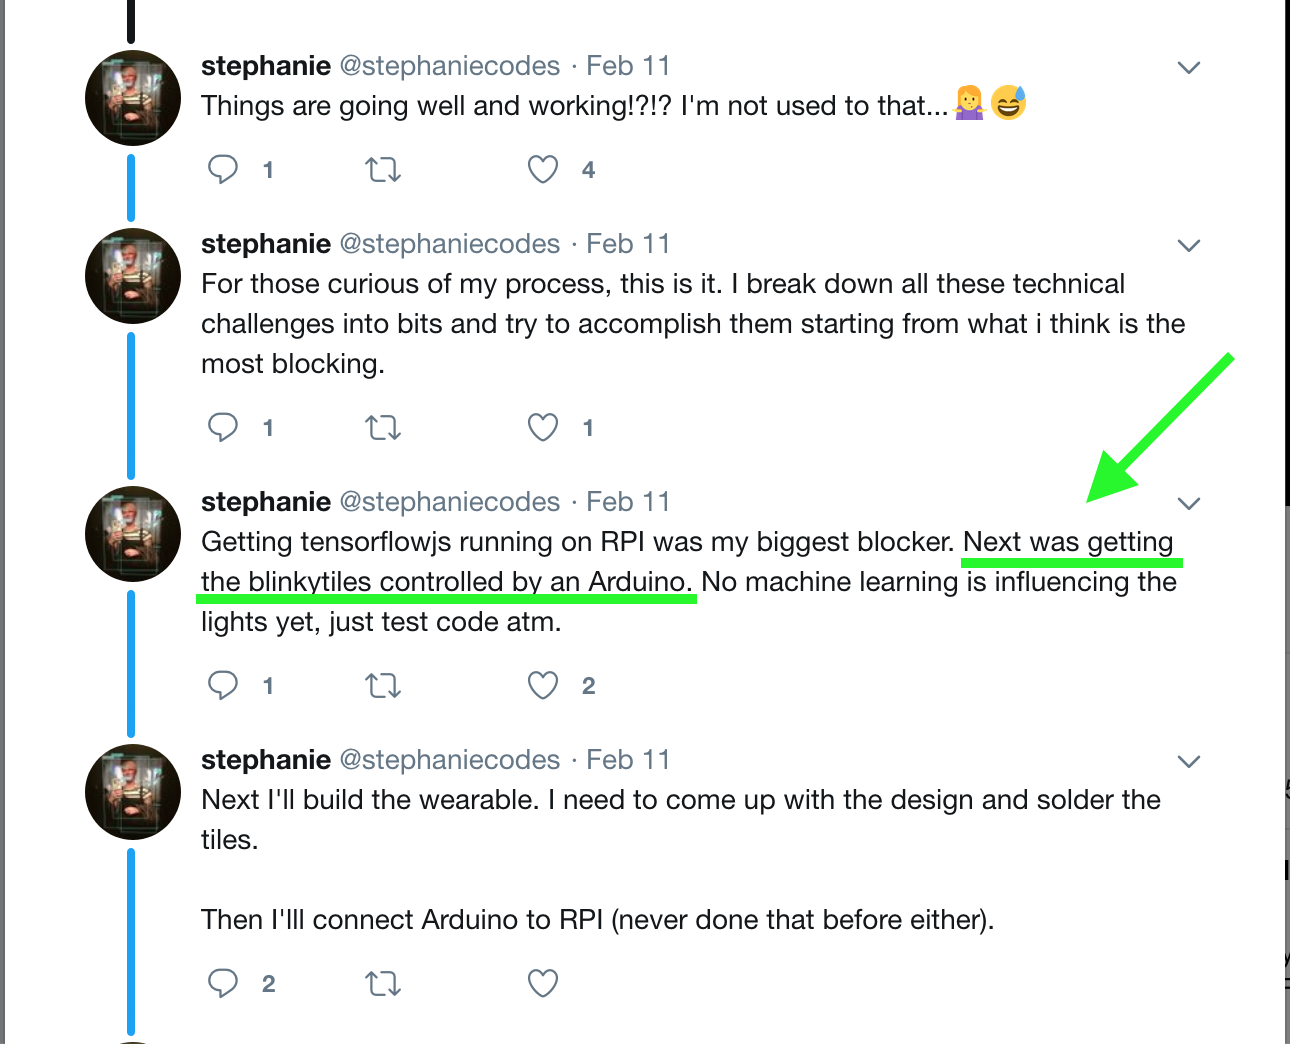 stephanie @stephaniecodes · Feb 11
Things are going well and working!?!? I'm not used to that...🤷‍♀️😅
1 4
stephanie @stephaniecodes · Feb 11
For those curious of my process, this is it. I break down all these technical
challenges into bits and try to accomplish them starting from what i think is the
most blocking.
1 1
stephanie @stephaniecodes · Feb 11
Getting tensorflowjs running on RPI was my biggest blocker. Next was getting
the blinkytiles controlled by an Arduino. No machine learning is influencing the
lights yet, just test code atm.
1 2
stephanie @stephaniecodes · Feb 11
Next I'll build the wearable. I need to come up with the design and solder the
tiles.
Then I'lll connect Arduino to RPI (never done that before either).
2